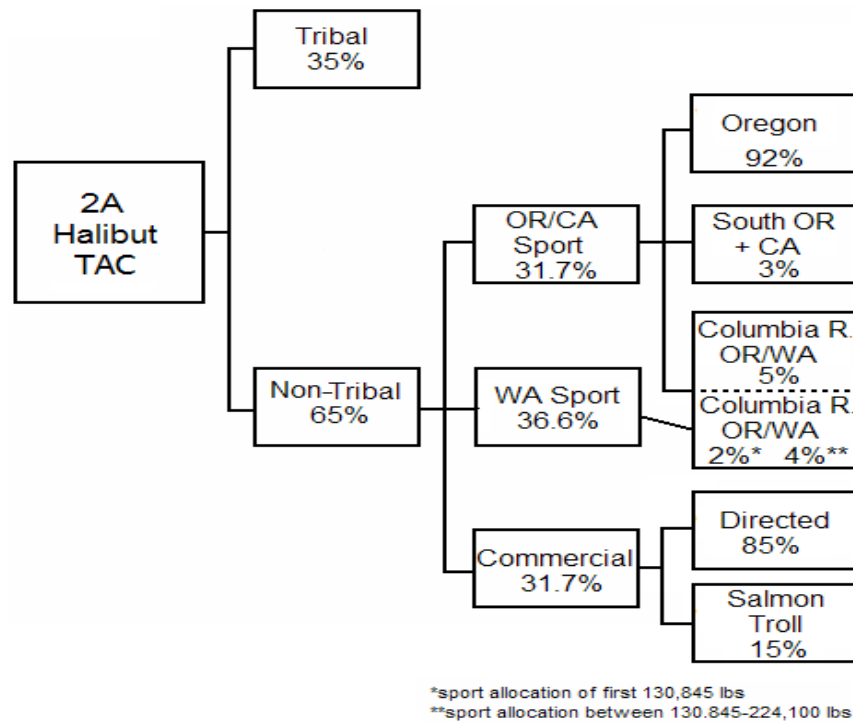 Tribal
35%
2A
Halibut
TAC
Non-Tribal
65%
OR/CA
Sport
31.7%
WA Sport
36.6%
Commercial
31.7%
Oregon
92%
South OR
+ CA
3%
Columbia R.
OR/WA
5%
Columbia R.
OR/WA
2%* 4%**
Directed
85%
Salmon
Troll
15%
*sport allocation of first 130,845 lbs
**sport allocation between 130.845-224,100 lbs